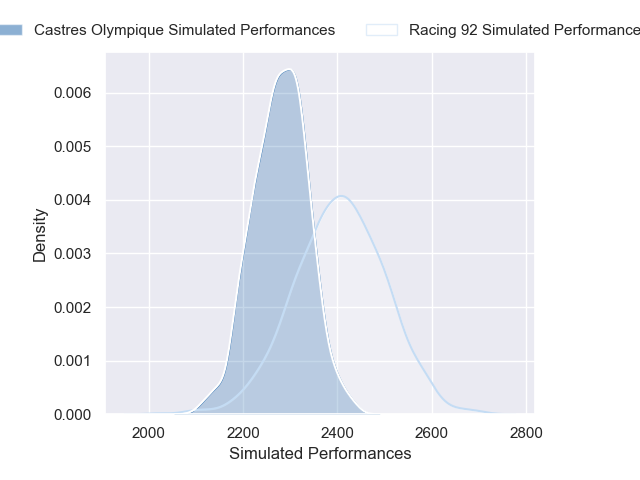 Castres Olympique Simulated Performances
Racing 92 Simulated Performance
0.006
0.005
0.004
0.003
0.002
0.001
0.000
Density
2000 2200 2400 2600 2800
Simulated Performances